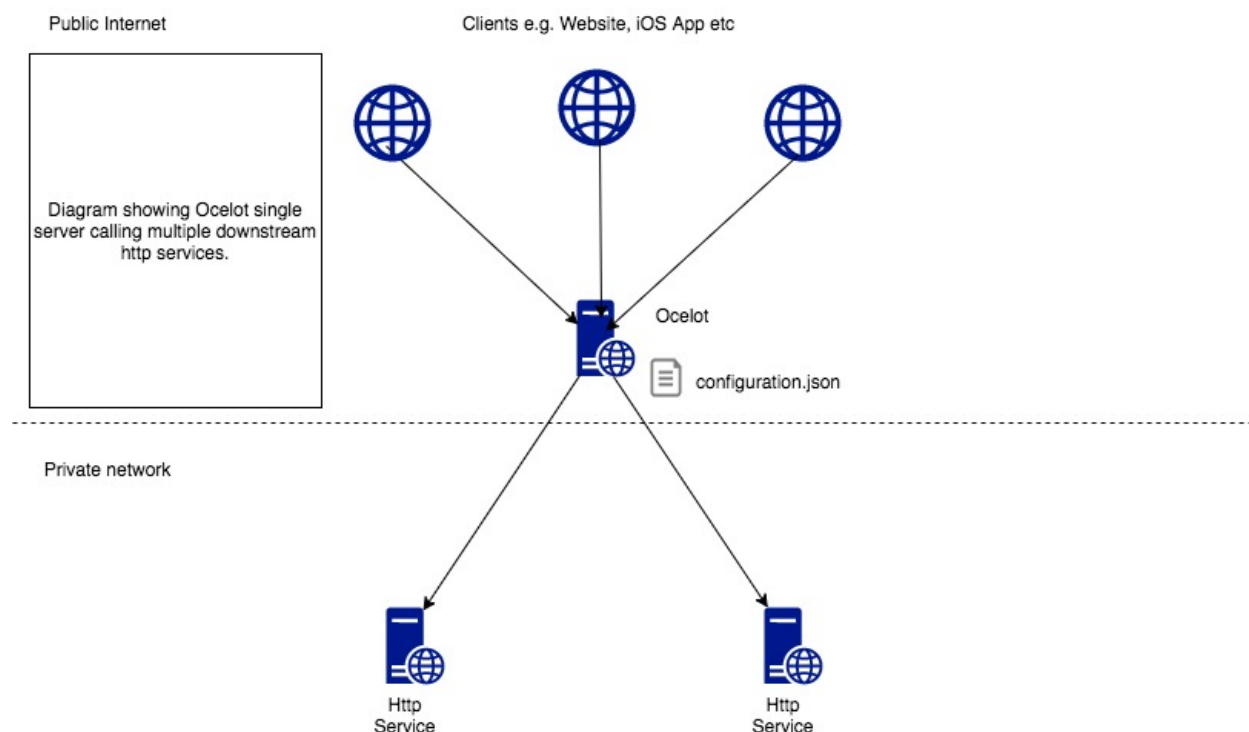 Public Internet
Clients e.g. Website, iOS App etc
Diagram showing Ocelot single
server calling multiple downstream
http services.
Ocelot
configuration.json
Private network
Http
Service
Http
Service